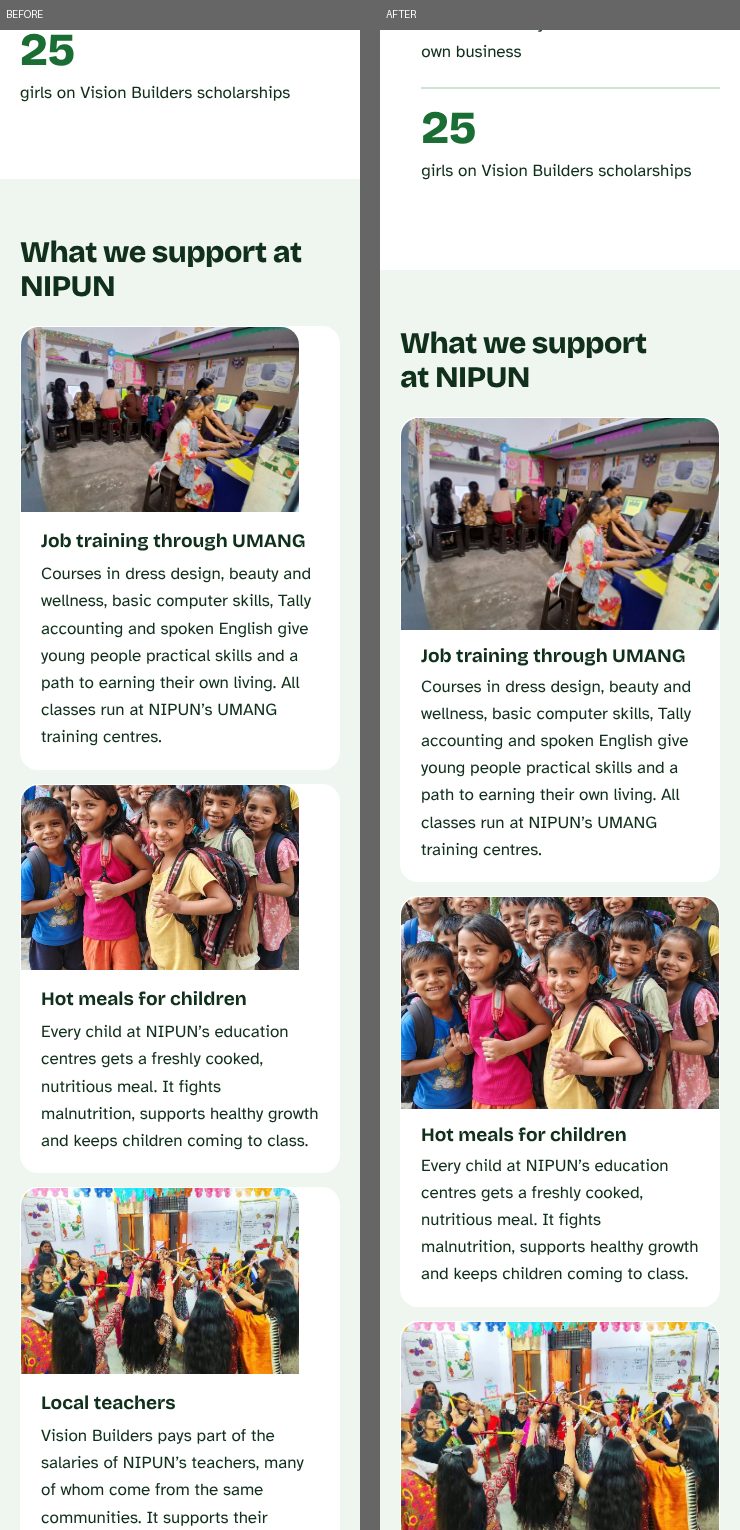 BEFORE
25
girls on Vision Builders scholarships
What we support at
NIPUN
Job training through UMANG
Courses in dress design, beauty and
wellness, basic computer skills, Tally
accounting and spoken English give
young people practical skills and a
path to earning their own living. All
classes run at NIPUN’s UMANG
training centres.
Hot meals for children
Every child at NIPUN’s education
centres gets a freshly cooked,
nutritious meal. It fights
malnutrition, supports healthy growth
and keeps children coming to class.
Local teachers
Vision Builders pays part of the
salaries of NIPUN’s teachers, many
of whom come from the same
communities. It supports their
AFTER
own business
25
girls on Vision Builders scholarships
What we support
at NIPUN
Job training through UMANG
Courses in dress design, beauty and
wellness, basic computer skills, Tally
accounting and spoken English give
young people practical skills and a
path to earning their own living. All
classes run at NIPUN’s UMANG
training centres.
Hot meals for children
Every child at NIPUN’s education
centres gets a freshly cooked,
nutritious meal. It fights
malnutrition, supports healthy growth
and keeps children coming to class.